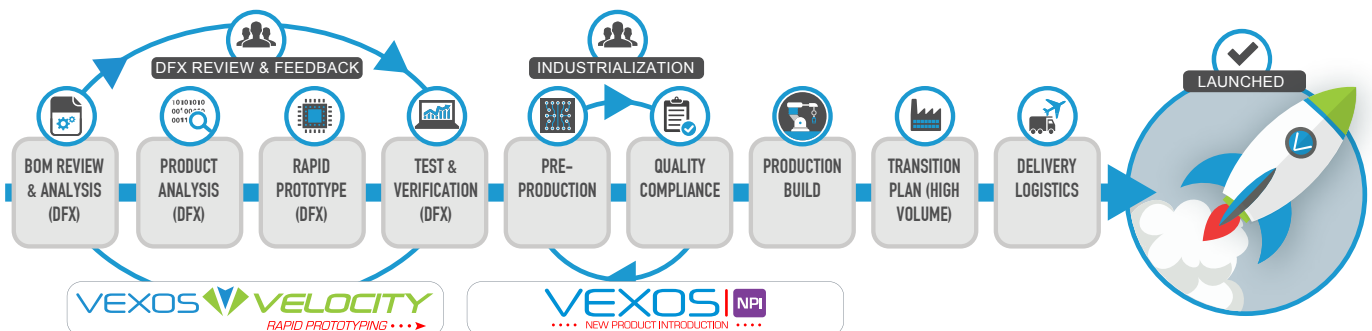 DFX REVIEW & FEEDBACK
INDUSTRIALIZATION
LAUNCHED
10101010
BOM REVIEW
& ANALYSIS
(DFX)
PRODUCT
ANALYSIS
(DFX)
RAPID
PROTOTYPE
(DFX)
TEST &
VERIFICATION
(DFX)
PRE-
PRODUCTION
QUALITY
COMPLIANCE
PRODUCTION
BUILD
TRANSITION
PLAN (HIGH
VOLUME)
DELIVERY
LOGISTICS
VEXOS VELOCITY
RAPID PROTOTYPING
VEXOS NPI
NEW PRODUCT INTRODUCTION